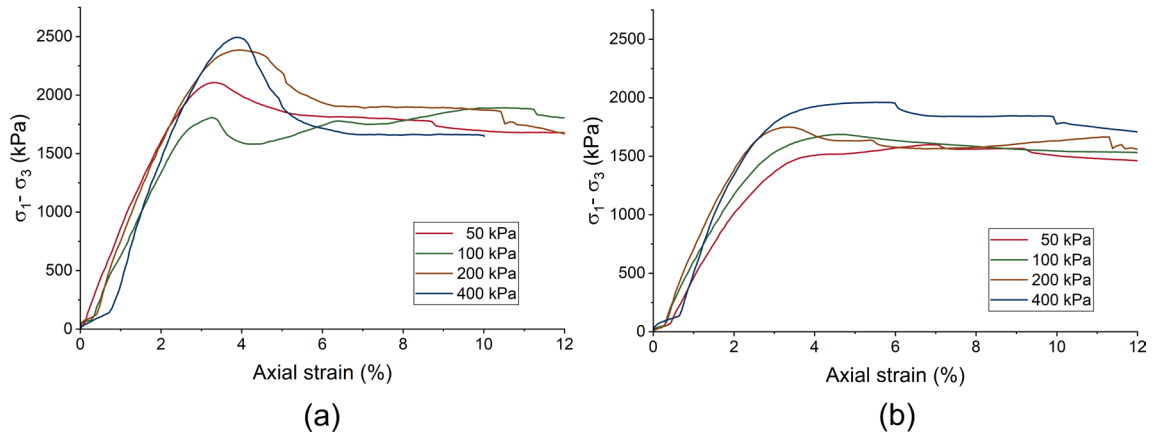 2500
2000
1500
1000
500
0
σ1- σ3 (kPa)
50 kPa
100 kPa
200 kPa
400 kPa
0 2 4 6 8 10 12
Axial strain (%)
(a)
2500
2000
1500
1000
500
0
σ1- σ3 (kPa)
50 kPa
100 kPa
200 kPa
400 kPa
0 2 4 6 8 10 12
Axial strain (%)
(b)